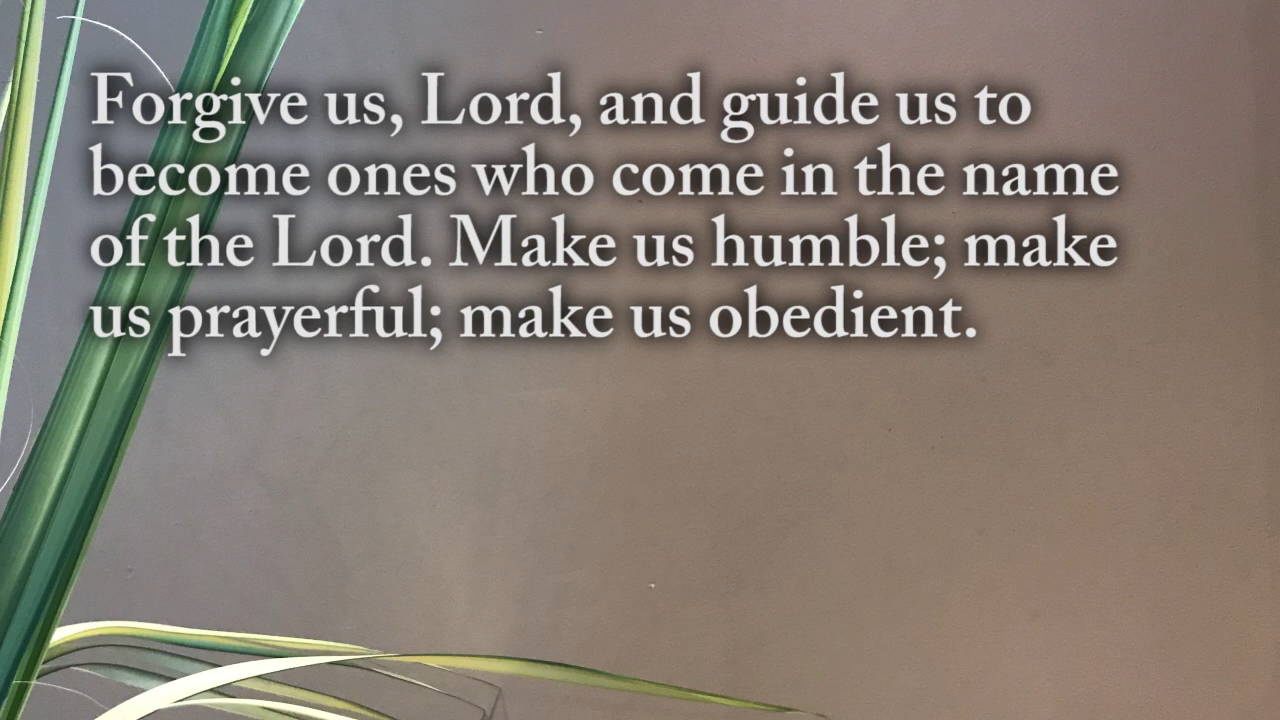 Forgive us, Lord, and guide us to
become ones who come in the name
of the Lord. Make us humble; make
us prayerful; make us obedient.